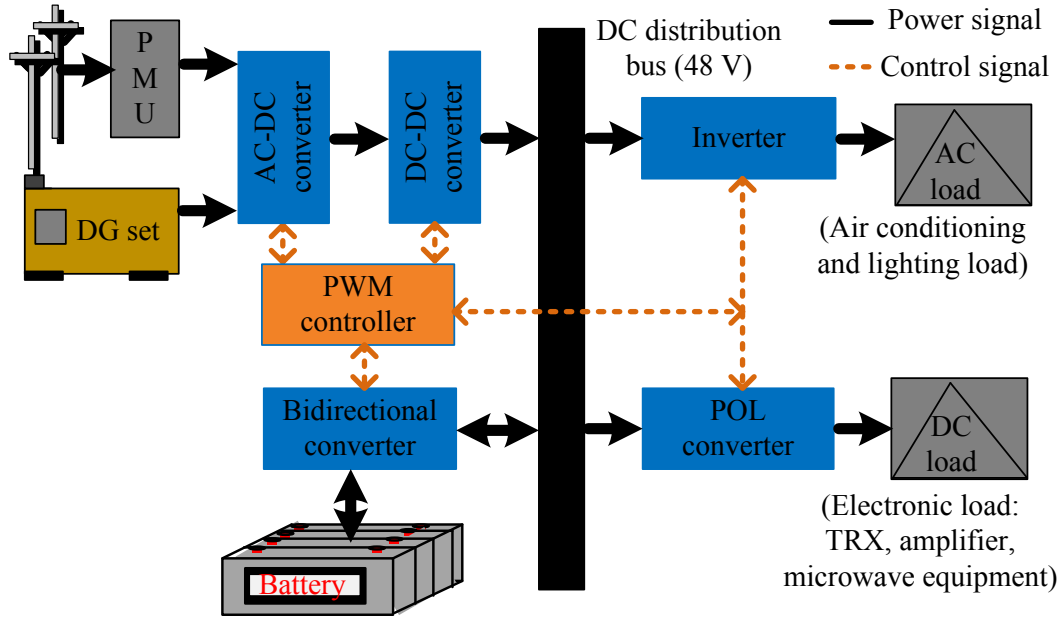 P
M
U
AC-DC
converter
DC-DC
converter
DC distribution
bus (48 V)
Power signal
Control signal
Inverter
AC
load
(Air conditioning
and lighting load)
DG set
PWM
controller
Bidirectional
converter
POL
converter
DC
load
(Electronic load:
TRX, amplifier,
microwave equipment)
Battery